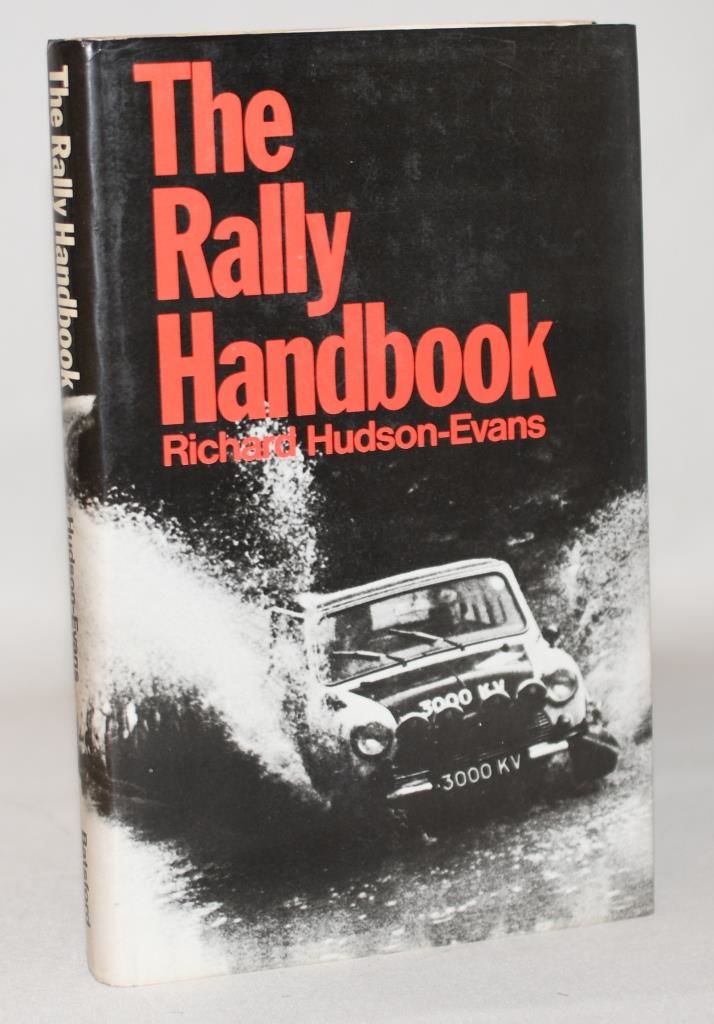 The
Rally
Handbook
Richard Hudson-Evans
3000 KV
3000 KV
The Rally Handbook
Hudson-Evans
Batsford